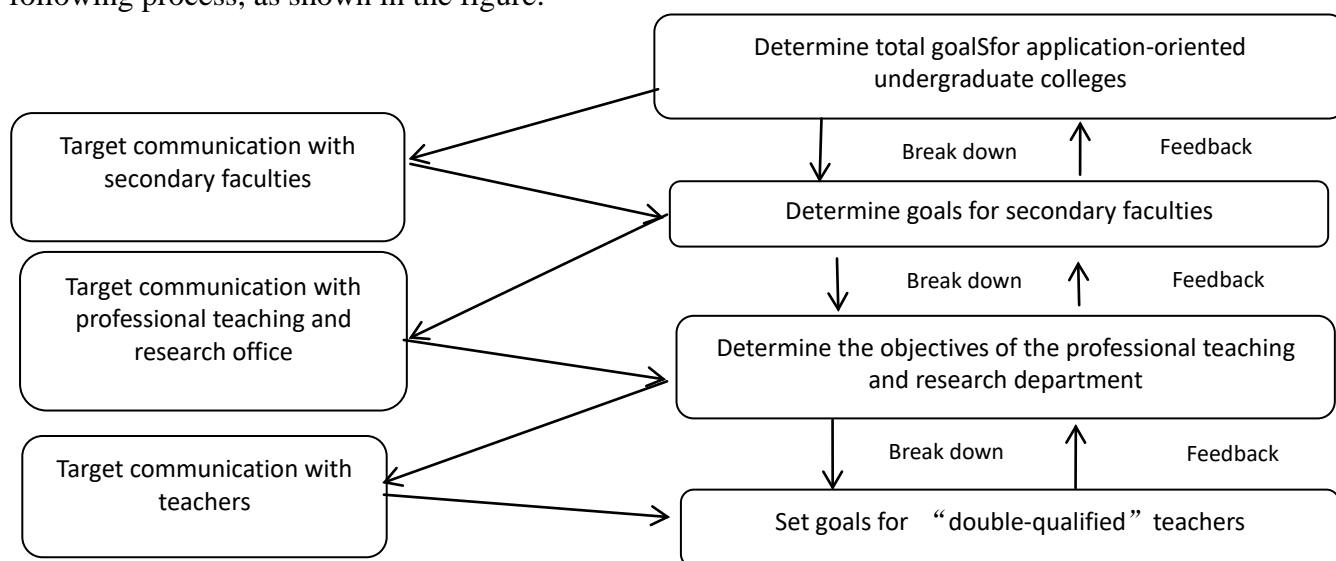 following process, as shown in the figure.
Determine total goalSfor application-oriented
undergraduate colleges
Target communication with
secondary faculties
Break down
Feedback
Determine goals for secondary faculties
Target communication with
professional teaching and
research office
Break down
Feedback
Determine the objectives of the professional teaching
and research department
Target communication with
teachers
Break down
Feedback
Set goals for “double-qualified” teachers